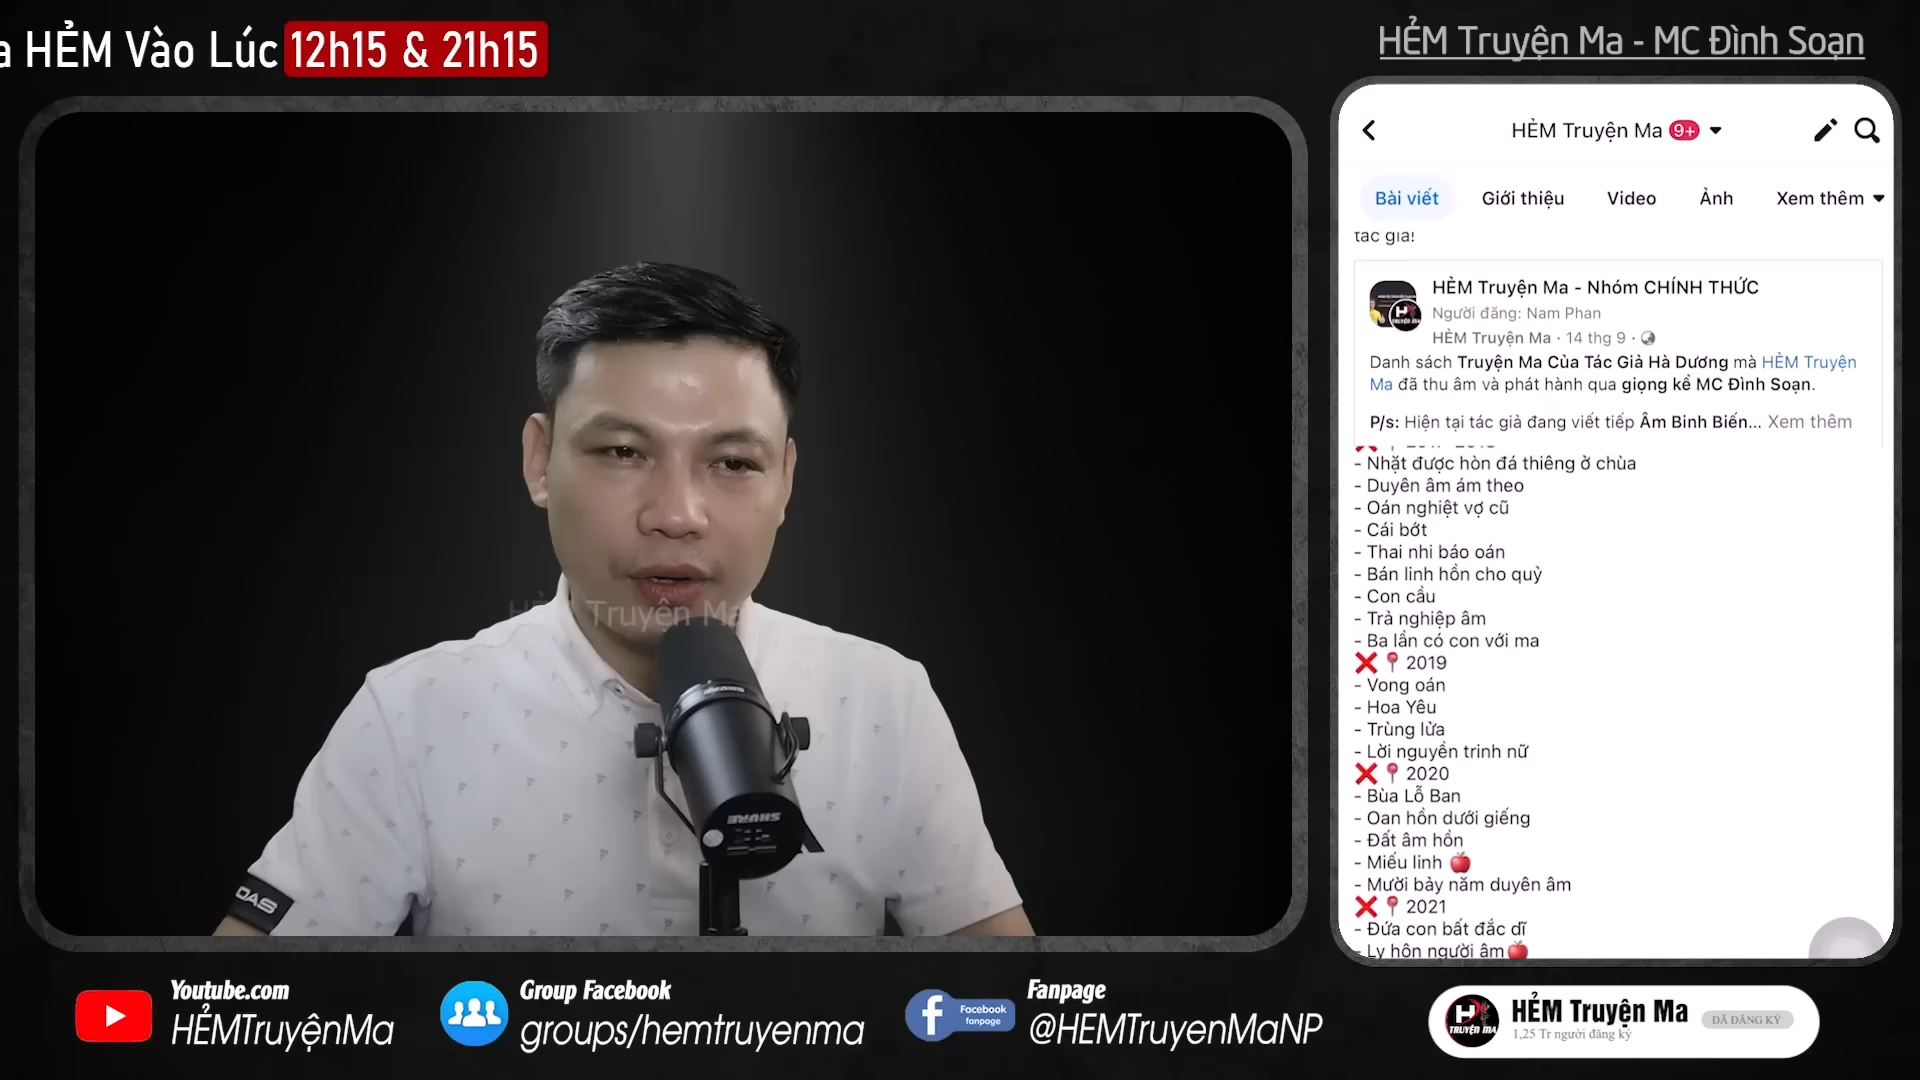 HẺM Vào Lúc 12h15 & 21h15
HẺM Truyện Ma - MC Đình Soạn
HẺM Truyện Ma 9+
Bài viết Giới thiệu Video Ảnh Xem thêm
tác giả!
HẺM Truyện Ma - Nhóm CHÍNH THỨC
Người đăng: Nam Phan
HẺM Truyện Ma · 14 thg 9 ·
Danh sách Truyện Ma Của Tác Giả Hà Dương mà HẺM Truyện
Ma đã thu âm và phát hành qua giọng kể MC Đình Soạn.
P/s: Hiện tại tác giả đang viết tiếp Âm Binh Biến... Xem thêm
- Nhặt được hòn đá thiêng ở chùa
- Duyên âm ám theo
- Oán nghiệt vợ cũ
- Cái bớt
- Thai nhi báo oán
- Bán linh hồn cho quỷ
- Con cầu
- Trả nghiệp âm
- Ba lần có con với ma
❌📍2019
- Vong oán
- Hoa Yêu
- Trùng lửa
- Lời nguyền trinh nữ
❌📍2020
- Bùa Lỗ Ban
- Oan hồn dưới giếng
- Đất âm hồn
- Miếu linh 🍎
- Mười bảy năm duyên âm
❌📍2021
- Đứa con bất đắc dĩ
- Ly hôn người âm🍎
HẺM Truyện Ma
SHURE
DAS
Youtube.com
HẺMTruyệnMa
Group Facebook
groups/hemtruyenma
Facebook
fanpage
Fanpage
@HEMTruyenMaNP
H
TRUYỆN MA
HẺM Truyện Ma
1,25 Tr người đăng ký
ĐÃ ĐĂNG KÝ